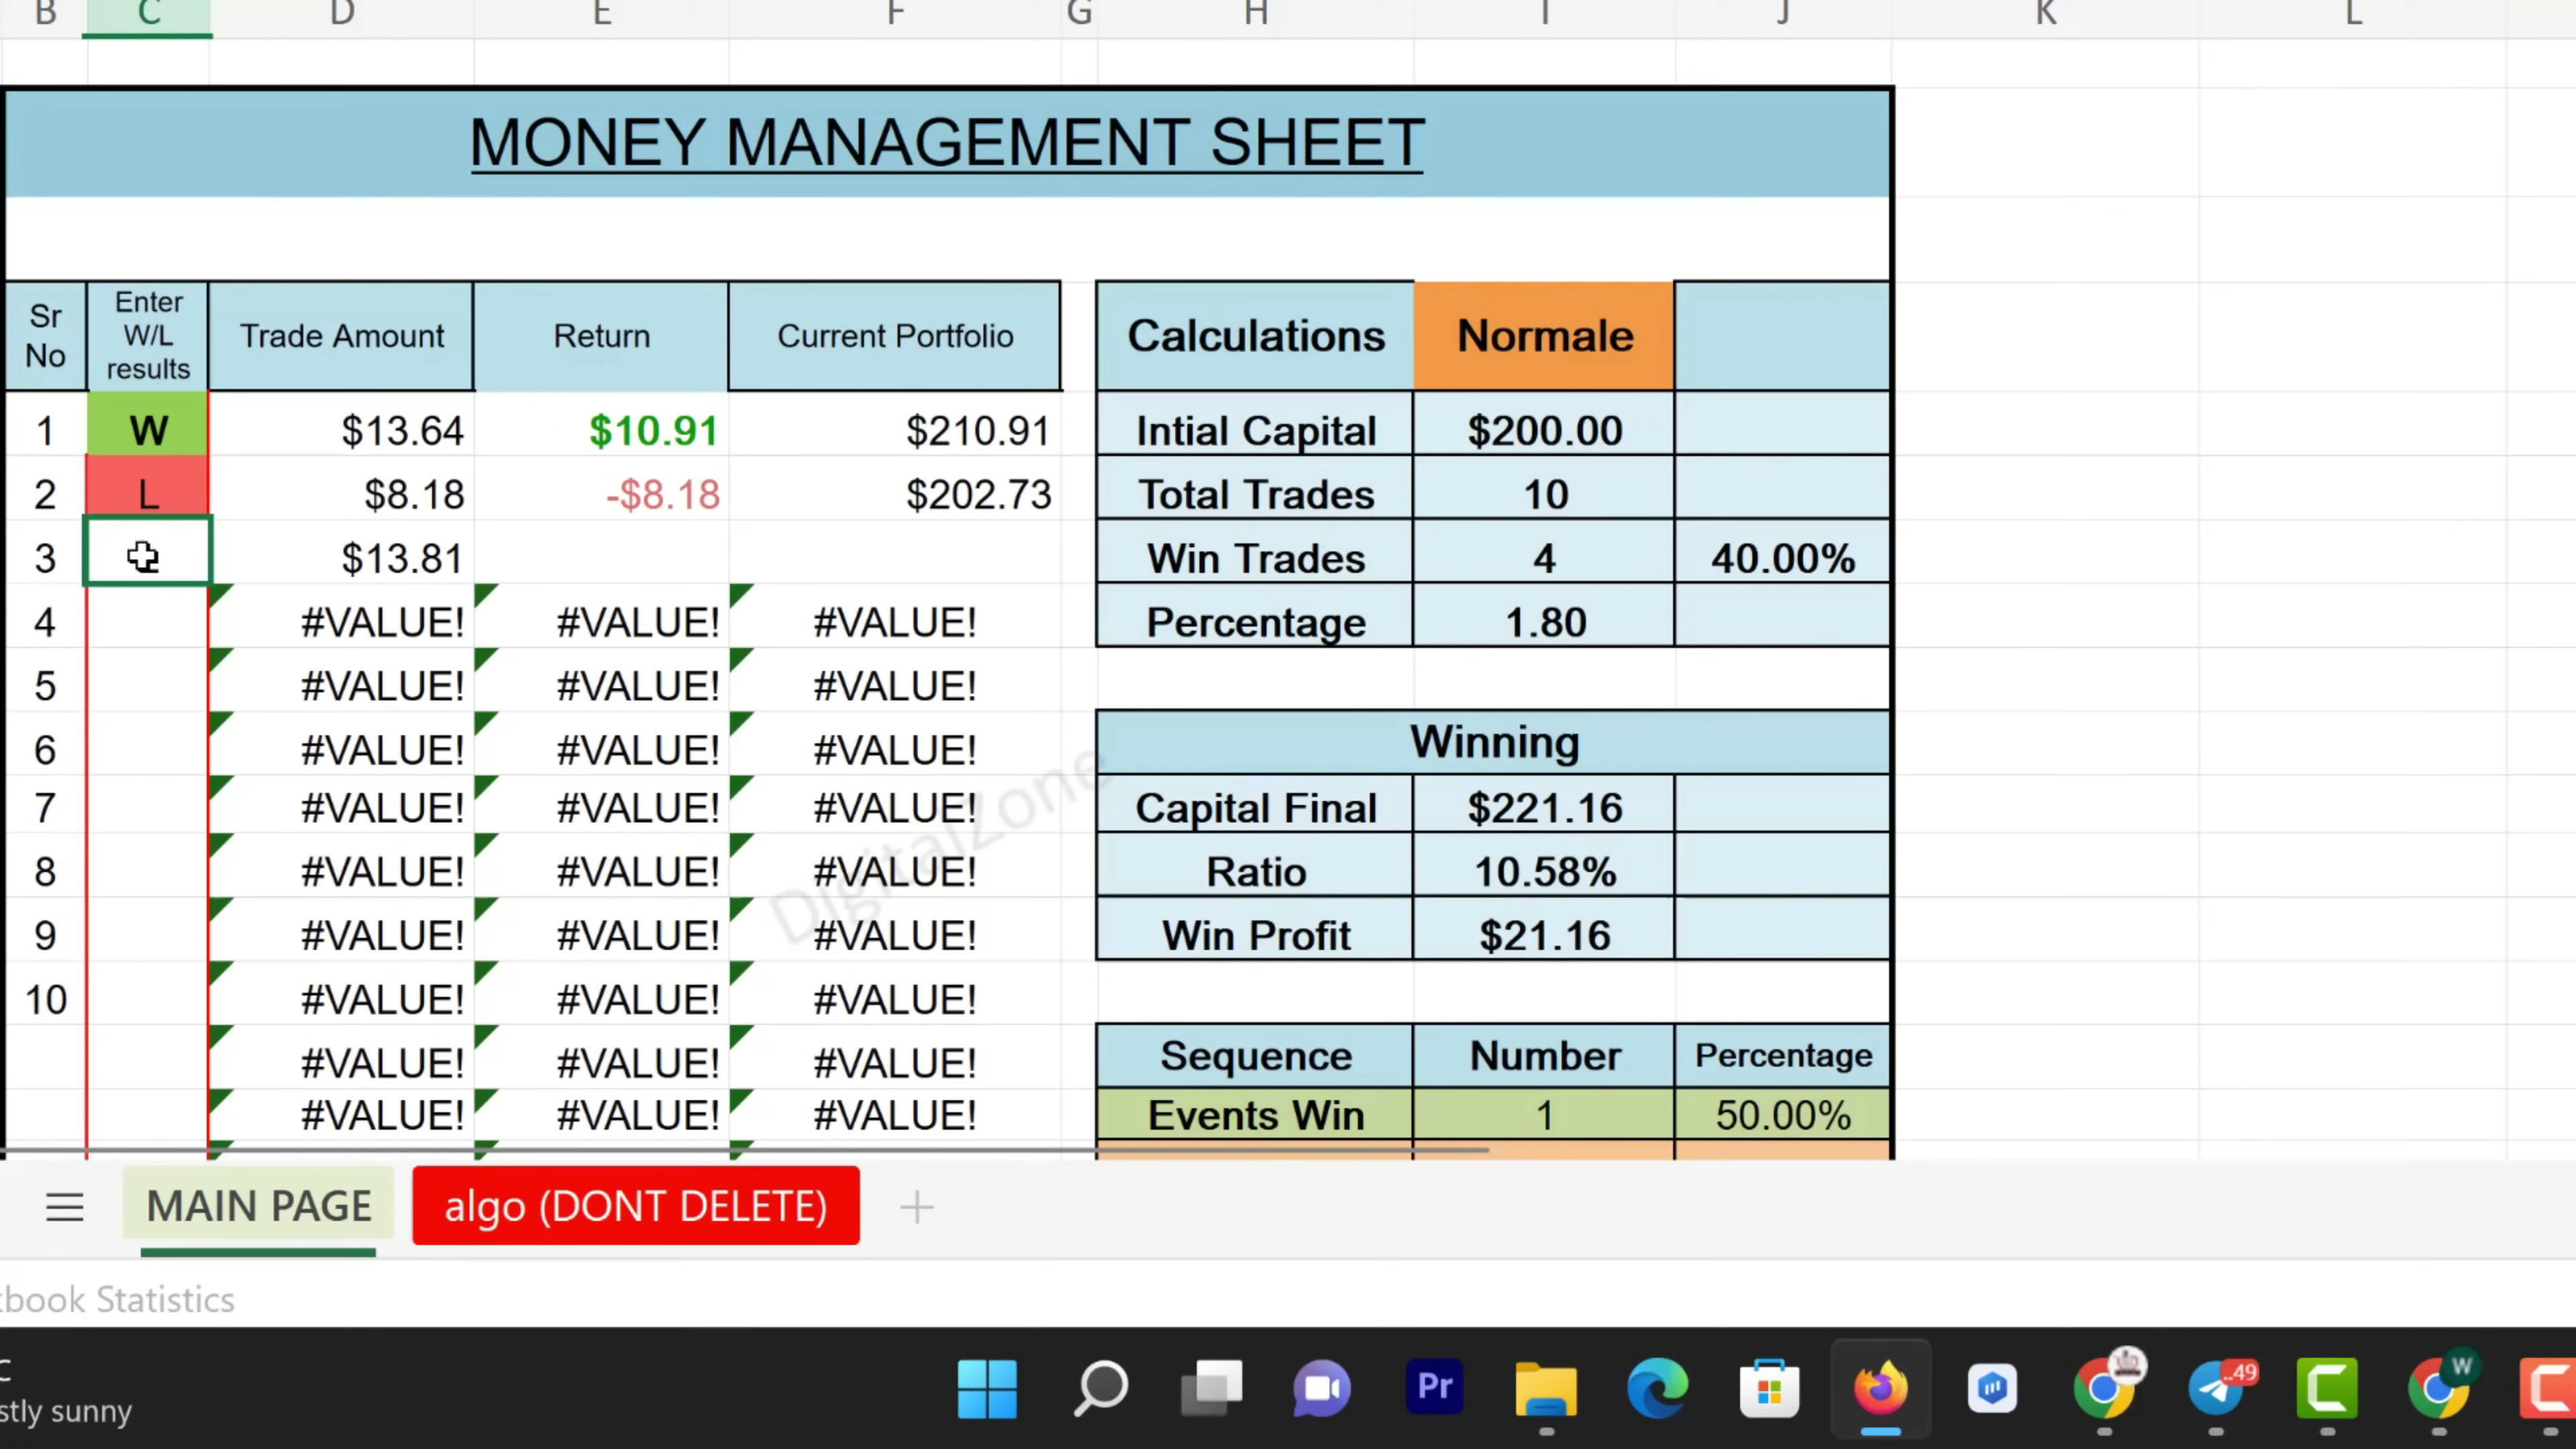 B C D E F G H I J K L
MONEY MANAGEMENT SHEET
Sr No Enter W/L results Trade Amount Return Current Portfolio Calculations Normale
1 W $13.64 $10.91 $210.91 Intial Capital $200.00
2 L $8.18 -$8.18 $202.73 Total Trades 10
3 $13.81 Win Trades 4 40.00%
4 #VALUE! #VALUE! #VALUE! Percentage 1.80
5 #VALUE! #VALUE! #VALUE!
6 #VALUE! #VALUE! #VALUE! Winning
7 #VALUE! #VALUE! #VALUE! Capital Final $221.16
8 #VALUE! #VALUE! #VALUE! Ratio 10.58%
9 #VALUE! #VALUE! #VALUE! Win Profit $21.16
10 #VALUE! #VALUE! #VALUE!
#VALUE! #VALUE! #VALUE! Sequence Number Percentage
#VALUE! #VALUE! #VALUE! Events Win 1 50.00%
DigitalZone
MAIN PAGE algo (DONT DELETE)
kbook Statistics
C
stly sunny
Pr
..49
W